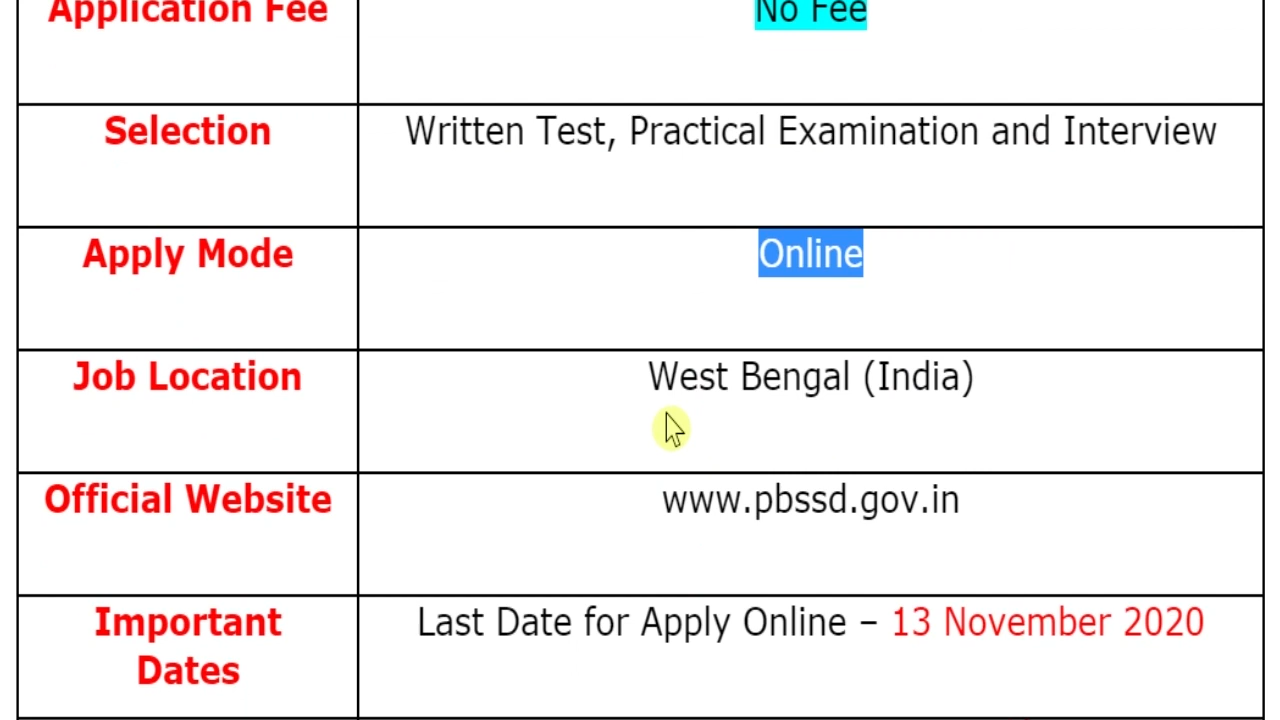 Application Fee
No Fee
Selection
Written Test, Practical Examination and Interview
Apply Mode
Online
Job Location
West Bengal (India)
Official Website
www.pbssd.gov.in
Important
Dates
Last Date for Apply Online – 13 November 2020